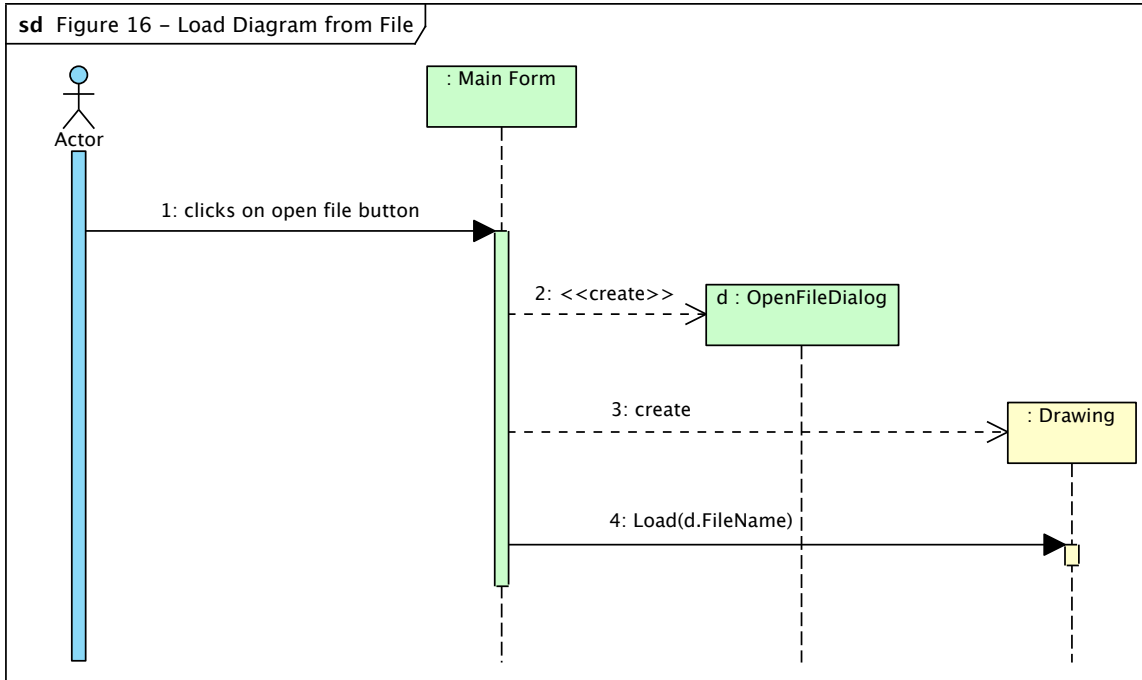 sd Figure 16 – Load Diagram from File
: Main Form
Actor
1: clicks on open file button
2: <<create>>
d : OpenFileDialog
3: create
: Drawing
4: Load(d.FileName)